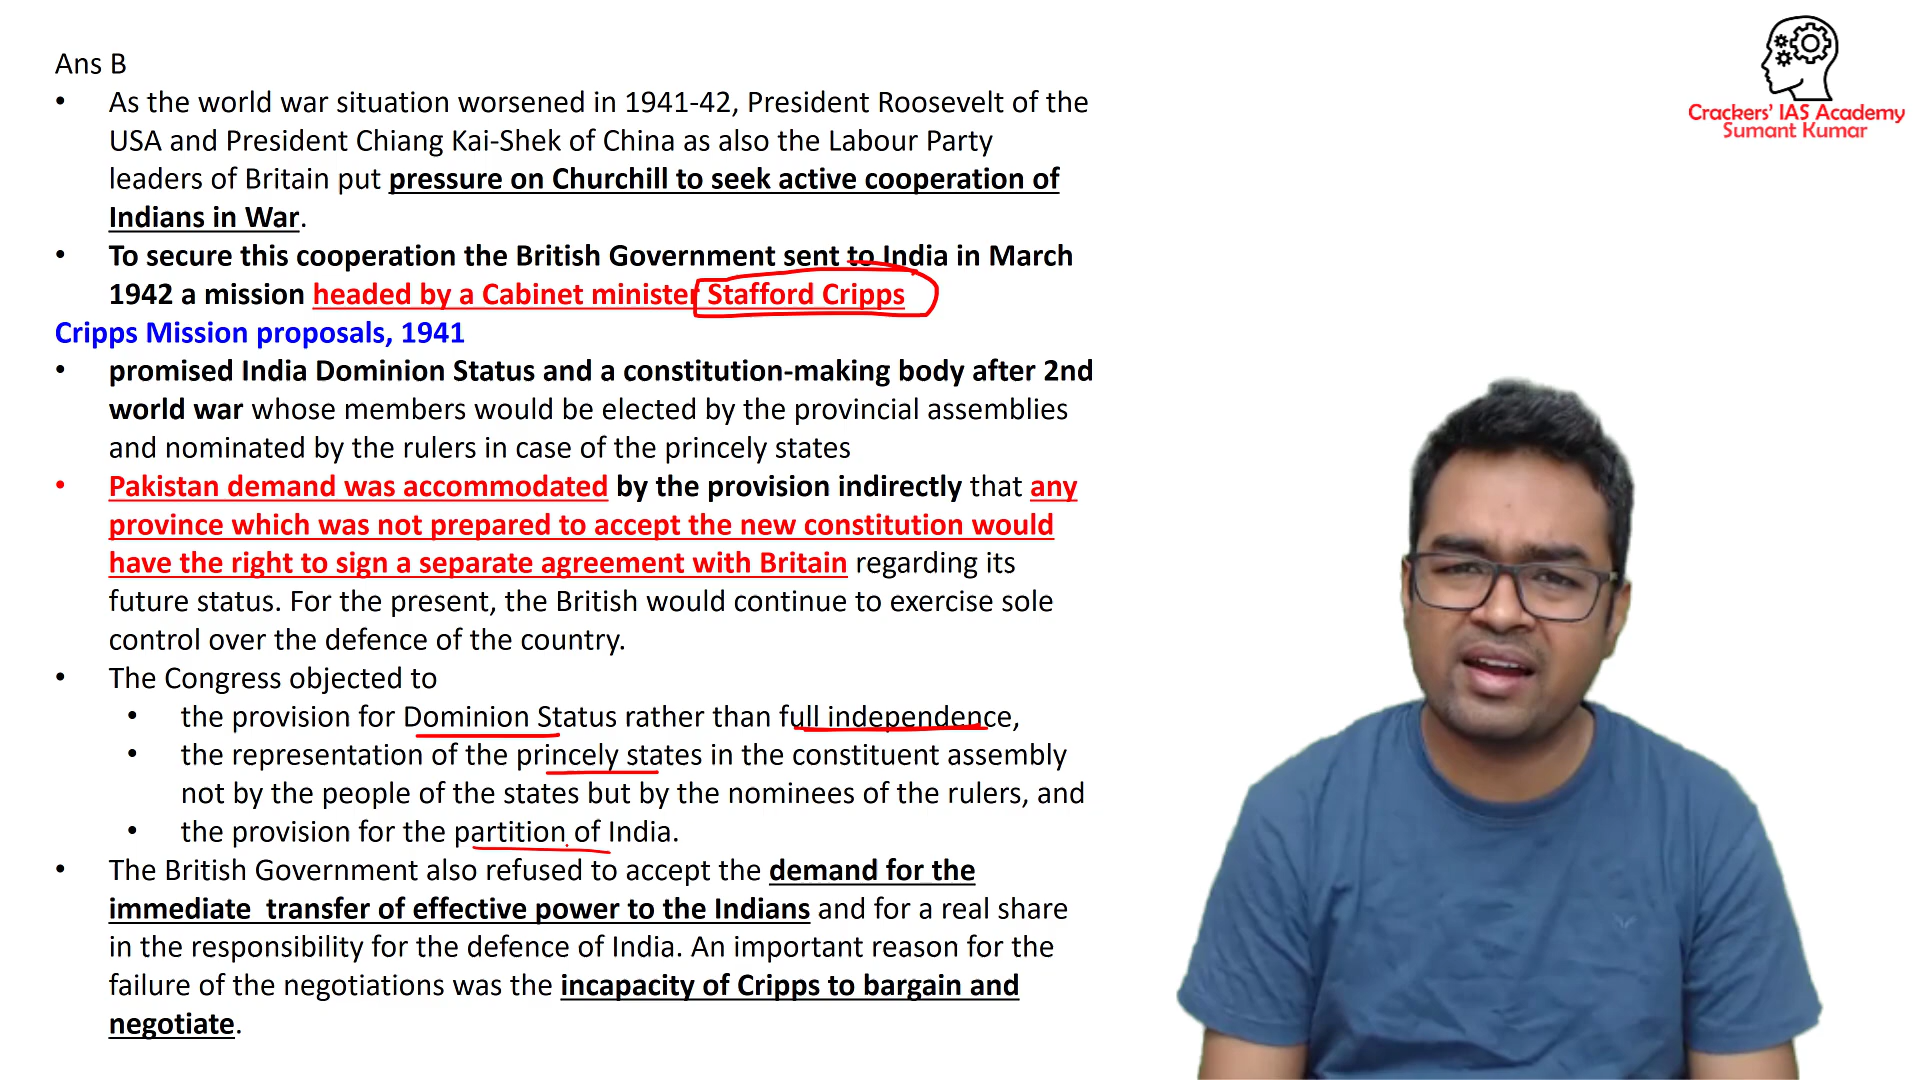 Ans B
• As the world war situation worsened in 1941-42, President Roosevelt of the
USA and President Chiang Kai-Shek of China as also the Labour Party
leaders of Britain put pressure on Churchill to seek active cooperation of
Indians in War.
• To secure this cooperation the British Government sent to India in March
1942 a mission headed by a Cabinet minister Stafford Cripps
Cripps Mission proposals, 1941
• promised India Dominion Status and a constitution-making body after 2nd
world war whose members would be elected by the provincial assemblies
and nominated by the rulers in case of the princely states
• Pakistan demand was accommodated by the provision indirectly that any
province which was not prepared to accept the new constitution would
have the right to sign a separate agreement with Britain regarding its
future status. For the present, the British would continue to exercise sole
control over the defence of the country.
• The Congress objected to
• the provision for Dominion Status rather than full independence,
• the representation of the princely states in the constituent assembly
not by the people of the states but by the nominees of the rulers, and
• the provision for the partition of India.
• The British Government also refused to accept the demand for the
immediate transfer of effective power to the Indians and for a real share
in the responsibility for the defence of India. An important reason for the
failure of the negotiations was the incapacity of Cripps to bargain and
negotiate.
Crackers' IAS Academy
Sumant Kumar